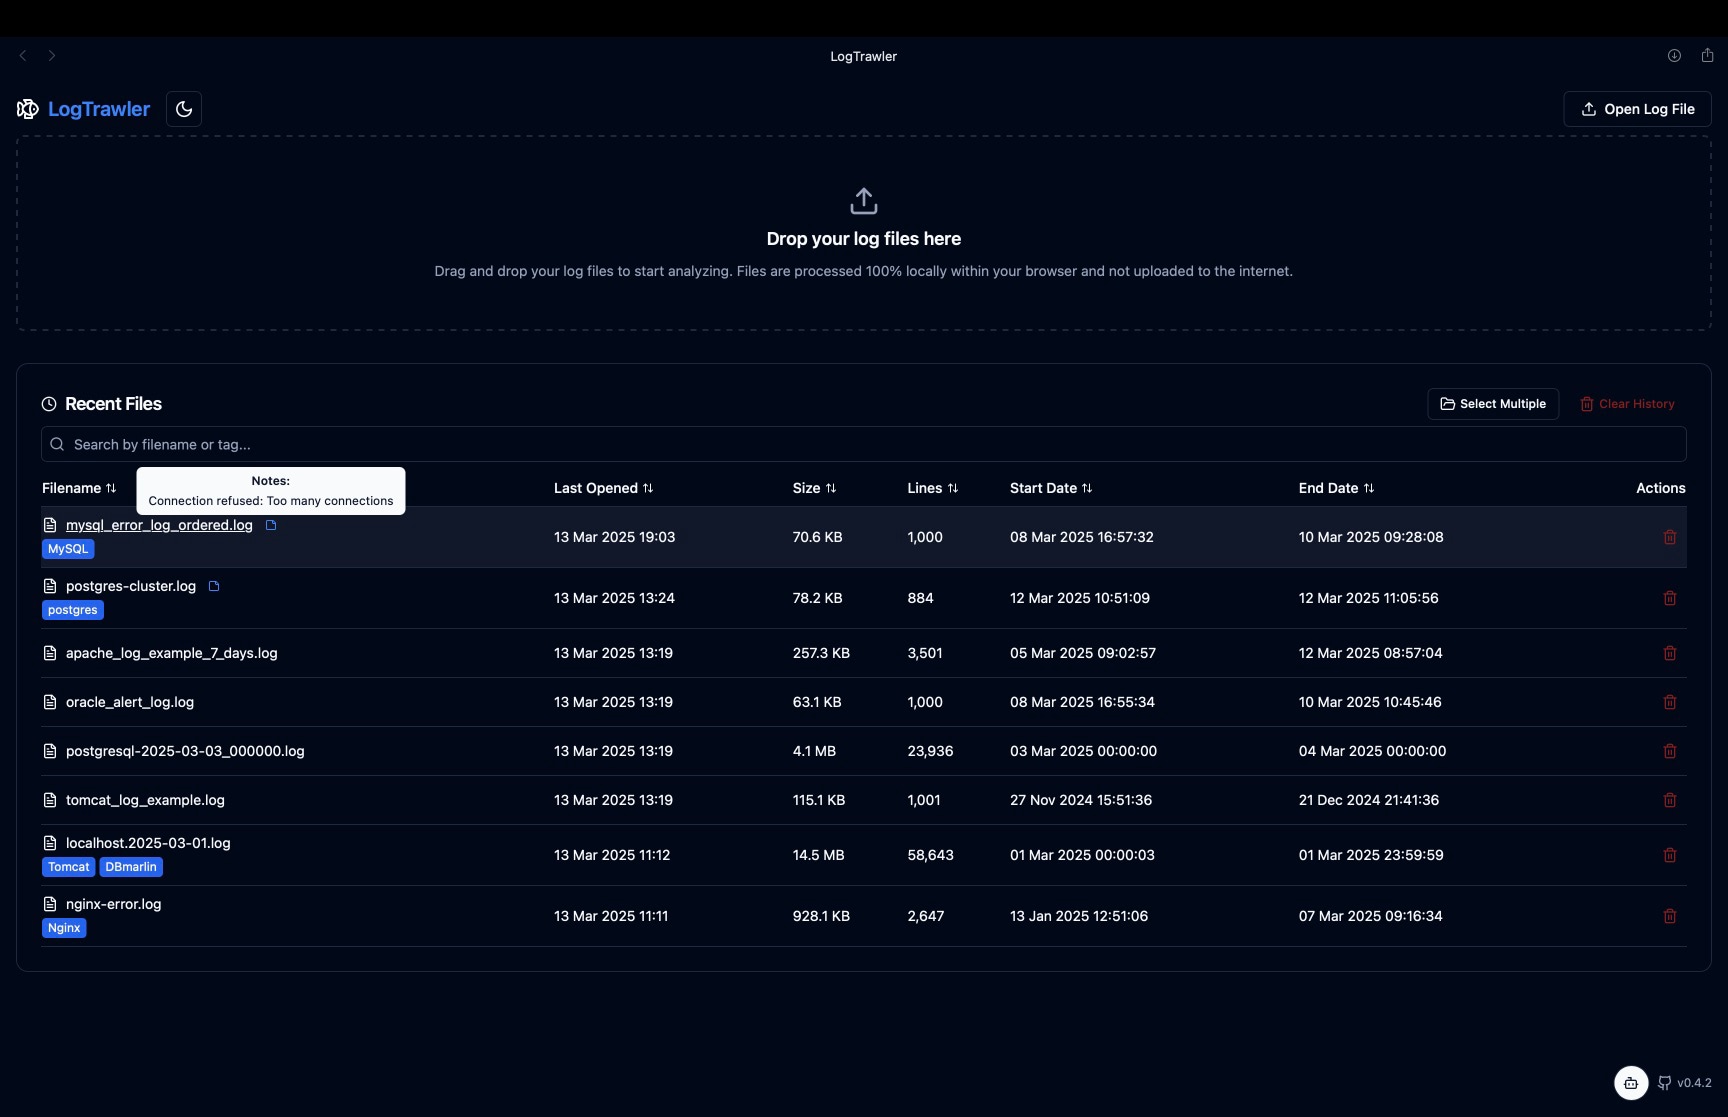 LogTrawler
LogTrawler
Open Log File
Drop your log files here
Drag and drop your log files to start analyzing. Files are processed 100% locally within your browser and not uploaded to the internet.
Recent Files
Select Multiple
Clear History
Search by filename or tag...
Notes:
Connection refused: Too many connections
Filename Last Opened Size Lines Start Date End Date Actions
mysql_error_log_ordered.log 13 Mar 2025 19:03 70.6 KB 1,000 08 Mar 2025 16:57:32 10 Mar 2025 09:28:08
MySQL
postgres-cluster.log 13 Mar 2025 13:24 78.2 KB 884 12 Mar 2025 10:51:09 12 Mar 2025 11:05:56
postgres
apache_log_example_7_days.log 13 Mar 2025 13:19 257.3 KB 3,501 05 Mar 2025 09:02:57 12 Mar 2025 08:57:04
oracle_alert_log.log 13 Mar 2025 13:19 63.1 KB 1,000 08 Mar 2025 16:55:34 10 Mar 2025 10:45:46
postgresql-2025-03-03_000000.log 13 Mar 2025 13:19 4.1 MB 23,936 03 Mar 2025 00:00:00 04 Mar 2025 00:00:00
tomcat_log_example.log 13 Mar 2025 13:19 115.1 KB 1,001 27 Nov 2024 15:51:36 21 Dec 2024 21:41:36
localhost.2025-03-01.log 13 Mar 2025 11:12 14.5 MB 58,643 01 Mar 2025 00:00:03 01 Mar 2025 23:59:59
Tomcat DBmarlin
nginx-error.log 13 Mar 2025 11:11 928.1 KB 2,647 13 Jan 2025 12:51:06 07 Mar 2025 09:16:34
Nginx
v0.4.2